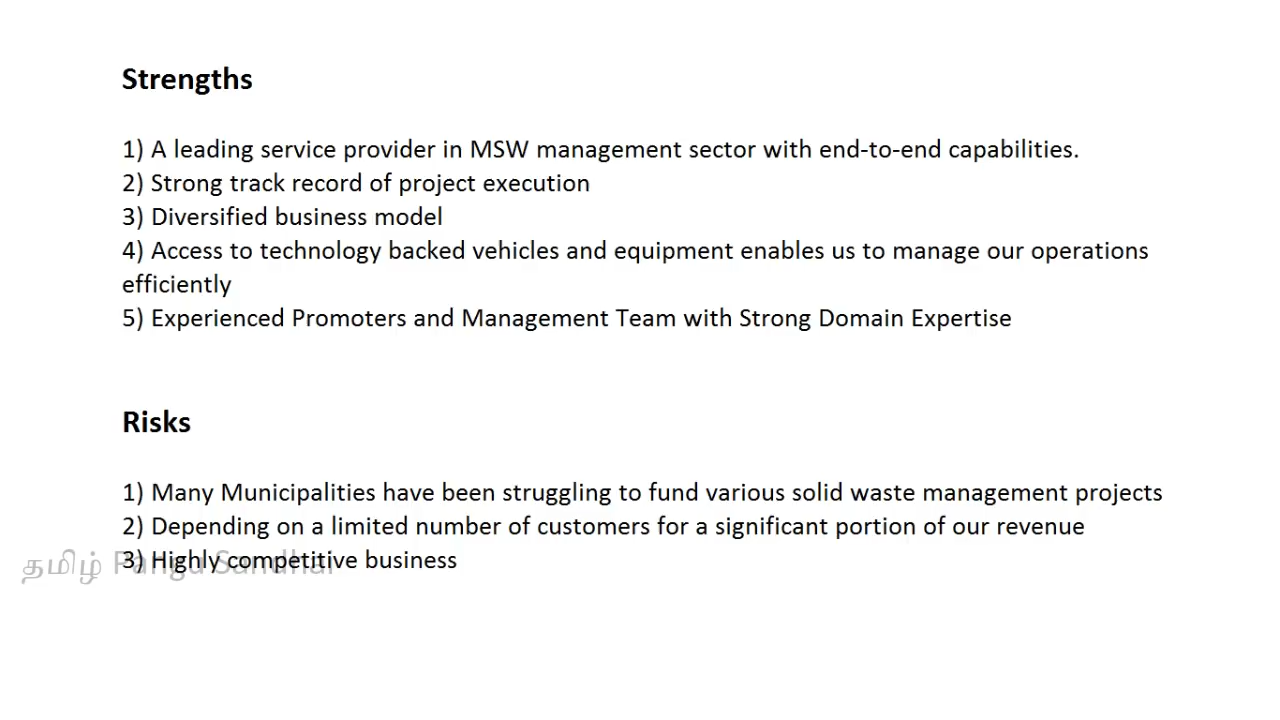 Strengths
1) A leading service provider in MSW management sector with end-to-end capabilities.
2) Strong track record of project execution
3) Diversified business model
4) Access to technology backed vehicles and equipment enables us to manage our operations
efficiently
5) Experienced Promoters and Management Team with Strong Domain Expertise
Risks
1) Many Municipalities have been struggling to fund various solid waste management projects
2) Depending on a limited number of customers for a significant portion of our revenue
3) Highly competitive business
தமிழ் Pangu Sandhai